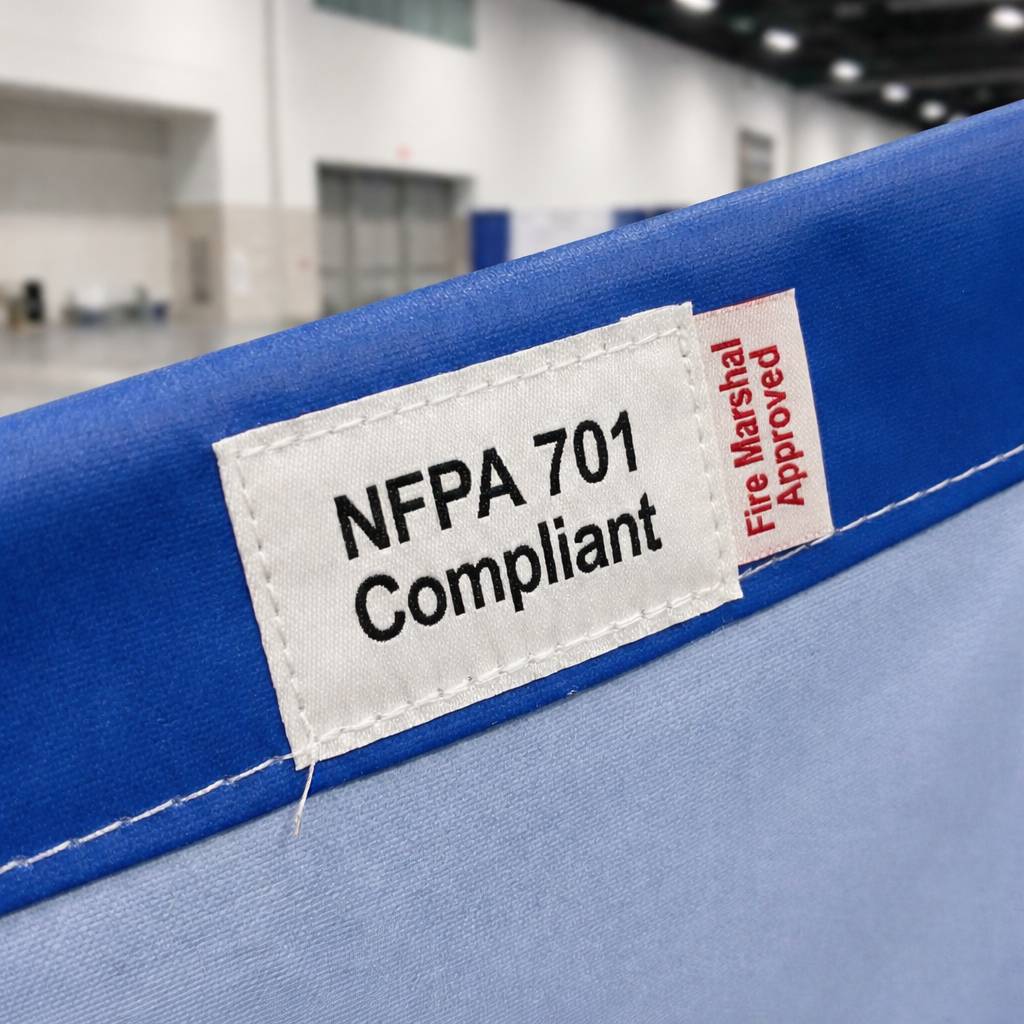 NFPA 701
Compliant
Fire Marshal
Approved